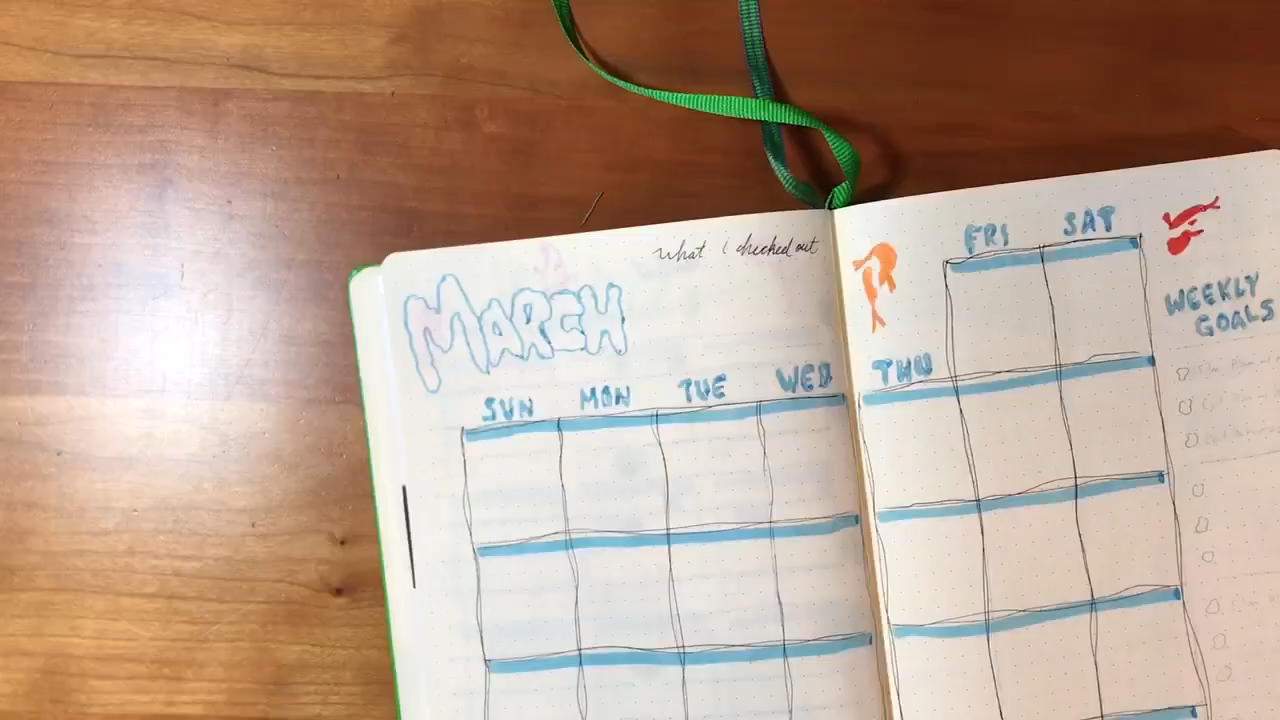 what I checked out
MARCH
SUN MON TUE WED
THU
FRI SAT
WEEKLY
GOALS